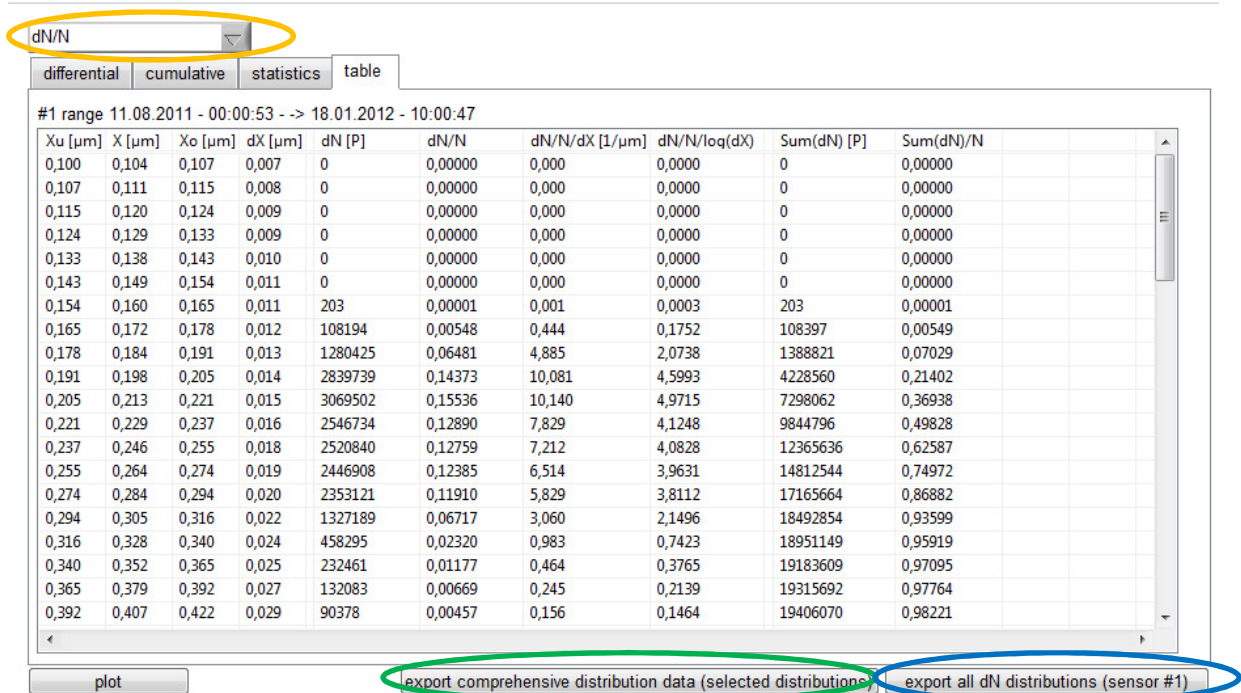 dN/N
differential cumulative statistics table
#1 range 11.08.2011 - 00:00:53 - -> 18.01.2012 - 10:00:47
Xu [µm] X [µm] Xo [µm] dX [µm] dN [P] dN/N dN/N/dX [1/µm] dN/N/log(dX) Sum(dN) [P] Sum(dN)/N
0,100 0,104 0,107 0,007 0 0,00000 0,000 0,0000 0 0,00000
0,107 0,111 0,115 0,008 0 0,00000 0,000 0,0000 0 0,00000
0,115 0,120 0,124 0,009 0 0,00000 0,000 0,0000 0 0,00000
0,124 0,129 0,133 0,009 0 0,00000 0,000 0,0000 0 0,00000
0,133 0,138 0,143 0,010 0 0,00000 0,000 0,0000 0 0,00000
0,143 0,149 0,154 0,011 0 0,00000 0,000 0,0000 0 0,00000
0,154 0,160 0,165 0,011 203 0,00001 0,001 0,0003 203 0,00001
0,165 0,172 0,178 0,012 108194 0,00548 0,444 0,1752 108397 0,00549
0,178 0,184 0,191 0,013 1280425 0,06481 4,885 2,0738 1388821 0,07029
0,191 0,198 0,205 0,014 2839739 0,14373 10,081 4,5993 4228560 0,21402
0,205 0,213 0,221 0,015 3069502 0,15536 10,140 4,9715 7298062 0,36938
0,221 0,229 0,237 0,016 2546734 0,12890 7,829 4,1248 9844796 0,49828
0,237 0,246 0,255 0,018 2520840 0,12759 7,212 4,0828 12365636 0,62587
0,255 0,264 0,274 0,019 2446908 0,12385 6,514 3,9631 14812544 0,74972
0,274 0,284 0,294 0,020 2353121 0,11910 5,829 3,8112 17165664 0,86882
0,294 0,305 0,316 0,022 1327189 0,06717 3,060 2,1496 18492854 0,93599
0,316 0,328 0,340 0,024 458295 0,02320 0,983 0,7423 18951149 0,95919
0,340 0,352 0,365 0,025 232461 0,01177 0,464 0,3765 19183609 0,97095
0,365 0,379 0,392 0,027 132083 0,00669 0,245 0,2139 19315692 0,97764
0,392 0,407 0,422 0,029 90378 0,00457 0,156 0,1464 19406070 0,98221
plot export comprehensive distribution data (selected distributions) export all dN distributions (sensor #1)